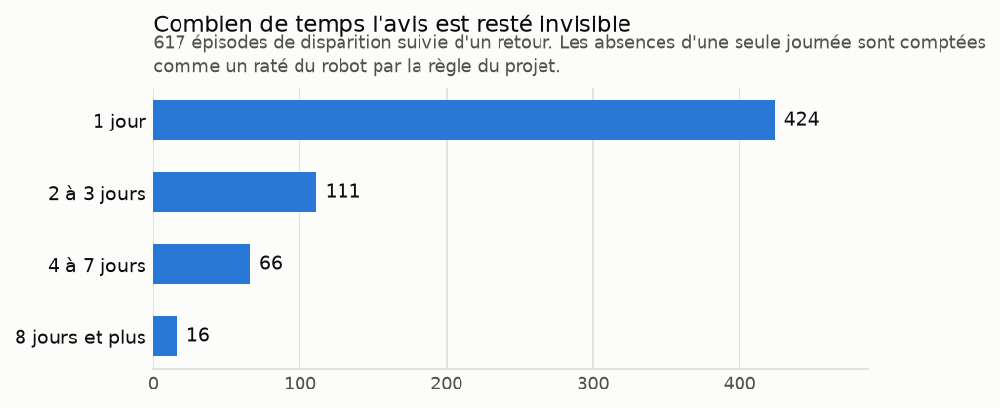 Combien de temps l'avis est resté invisible
617 épisodes de disparition suivie d'un retour. Les absences d'une seule journée sont comptées
comme un raté du robot par la règle du projet.
1 jour 424
2 à 3 jours 111
4 à 7 jours 66
8 jours et plus 16
0 100 200 300 400